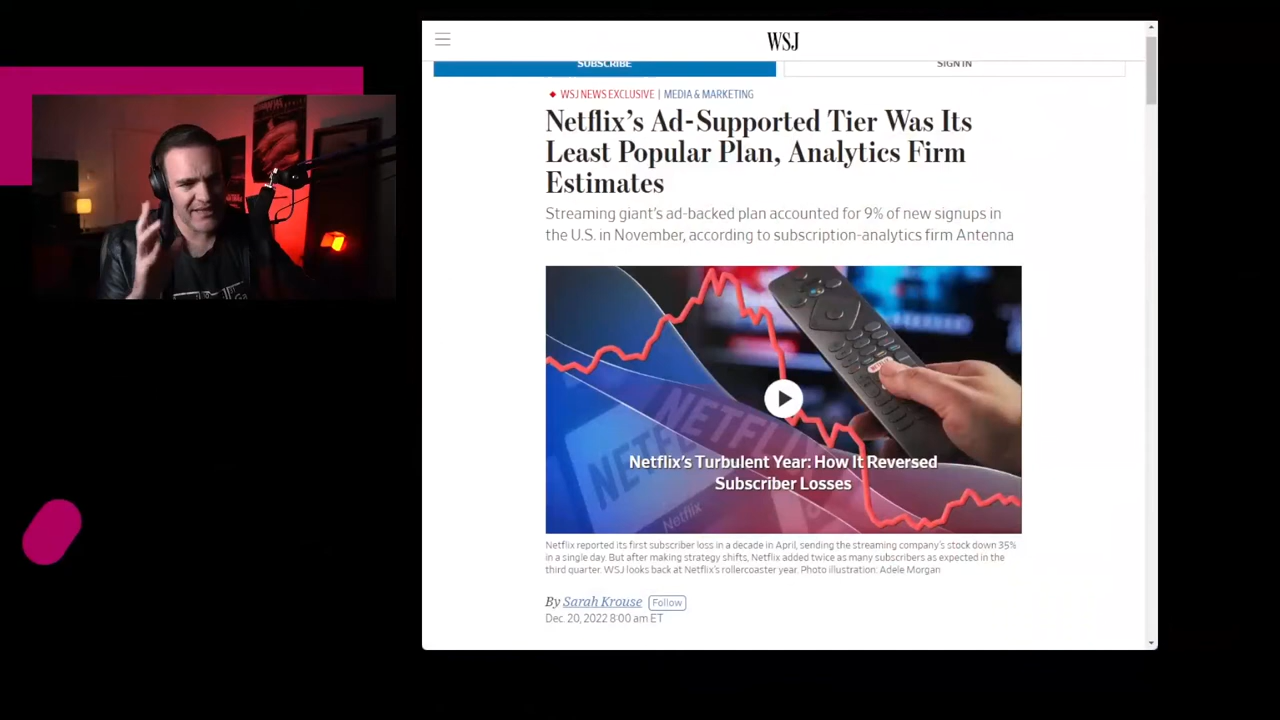 WSJ
SUBSCRIBE
SIGN IN
WSJ NEWS EXCLUSIVE | MEDIA & MARKETING
Netflix's Ad-Supported Tier Was Its
Least Popular Plan, Analytics Firm
Estimates
Streaming giant's ad-backed plan accounted for 9% of new signups in
the U.S. in November, according to subscription-analytics firm Antenna
NETFLIX
NETFLIX
Netflix's Turbulent Year: How It Reversed
Subscriber Losses
Netflix
Netflix reported its first subscriber loss in a decade in April, sending the streaming company's stock down 35%
in a single day. But after making strategy shifts, Netflix added twice as many subscribers as expected in the
third quarter. WSJ looks back at Netflix's rollercoaster year. Photo illustration: Adele Morgan
By Sarah Krouse Follow
Dec. 20, 2022 8:00 am ET